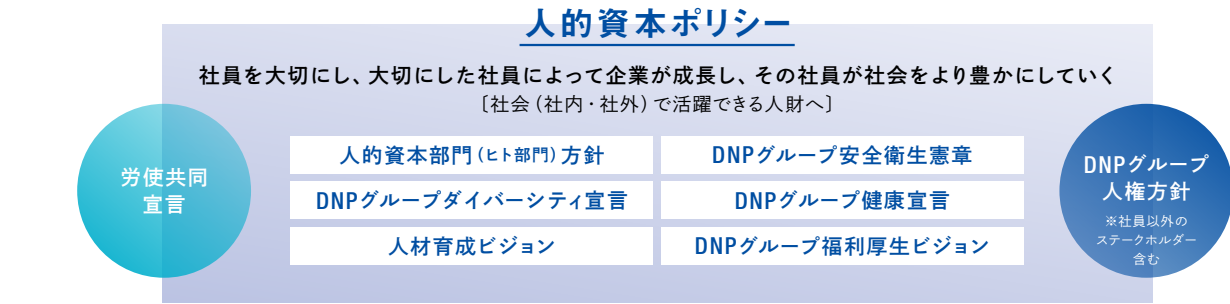 人的資本ポリシー
社員を大切にし、大切にした社員によって企業が成長し、その社員が社会をより豊かにしていく
〔社会（社内・社外）で活躍できる人財へ〕
労使共同
宣言
人的資本部門（ヒト部門）方針
DNPグループ安全衛生憲章
DNPグループダイバーシティ宣言
DNPグループ健康宣言
人材育成ビジョン
DNPグループ福利厚生ビジョン
DNPグループ
人権方針
※社員以外の
ステークホルダー
含む